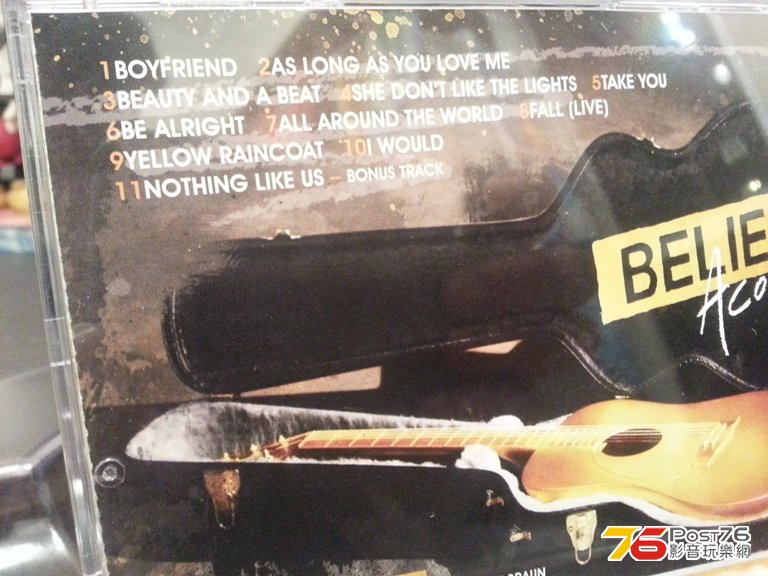 1 BOYFRIEND 2 AS LONG AS YOU LOVE ME
3 BEAUTY AND A BEAT 4 SHE DON'T LIKE THE LIGHTS 5 TAKE YOU
6 BE ALRIGHT 7 ALL AROUND THE WORLD 8 FALL (LIVE)
9 YELLOW RAINCOAT 10 I WOULD
11 NOTHING LIKE US – BONUS TRACK
BELIE
Aco
76 Post76
影音玩樂網
BRAUN